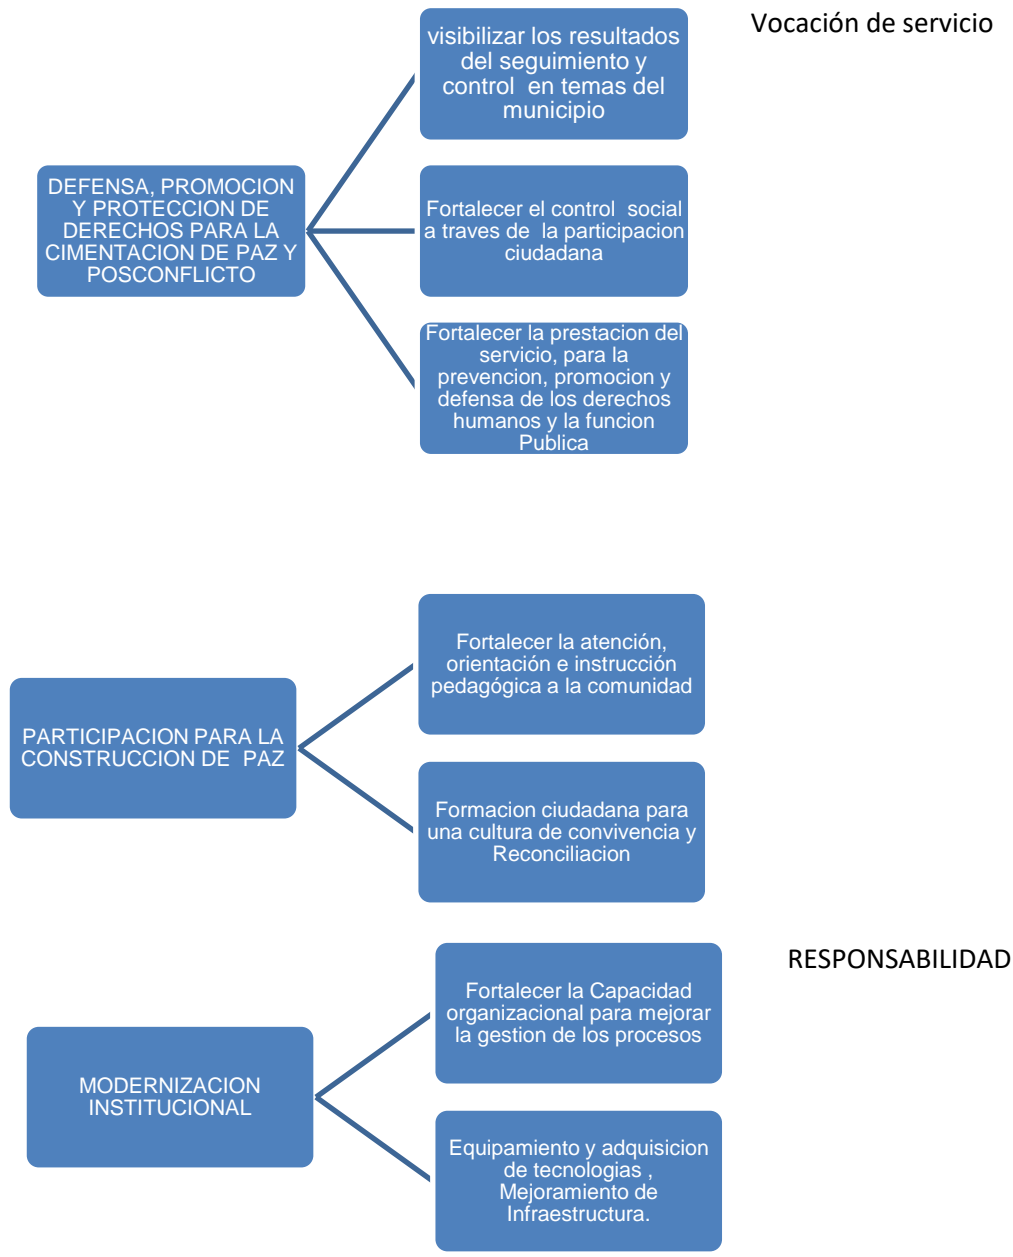 Vocación de servicio
visibilizar los resultados
del seguimiento y
control en temas del
municipio
DEFENSA, PROMOCION
Y PROTECCION DE
DERECHOS PARA LA
CIMENTACION DE PAZ Y
POSCONFLICTO
Fortalecer el control social
a traves de la participacion
ciudadana
Fortalecer la prestacion del
servicio, para la
prevencion, promocion y
defensa de los derechos
humanos y la funcion
Publica
PARTICIPACION PARA LA
CONSTRUCCION DE PAZ
Fortalecer la atención,
orientación e instrucción
pedagógica a la comunidad
Formacion ciudadana para
una cultura de convivencia y
Reconciliacion
RESPONSABILIDAD
MODERNIZACION
INSTITUCIONAL
Fortalecer la Capacidad
organizacional para mejorar
la gestion de los procesos
Equipamiento y adquisicion
de tecnologias ,
Mejoramiento de
Infraestructura.